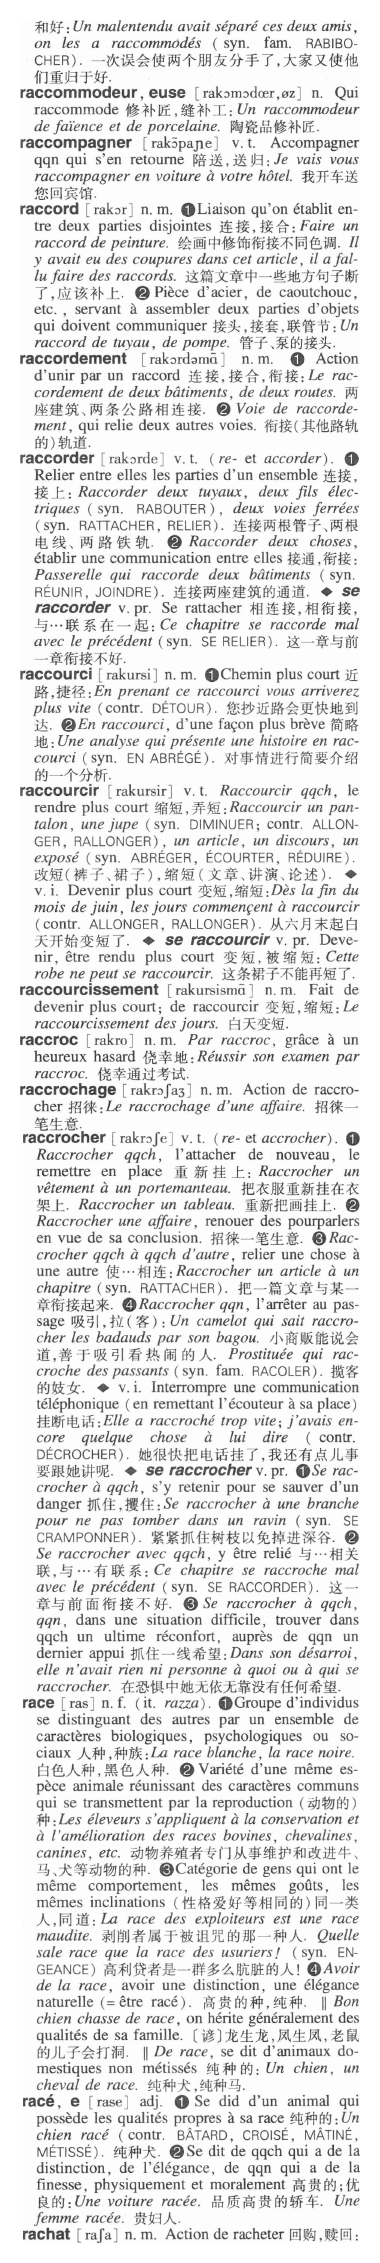 和好:Un malentendu avait séparé ces deux amis,
on les a raccommodés (syn. fam. RABIBO-
CHER). 一次误会使两个朋友分手了,大家又使他
们重归于好.
raccommodeur, euse [rakɔmɔdœr,øz] n. Qui
raccommode 修补匠,缝补工:Un raccommodeur
de faïence et de porcelaine. 陶瓷品修补匠.
raccompagner [rakɔ̃paɲe] v. t. Accompagner
qqn qui s'en retourne 陪送,送归:Je vais vous
raccompagner en voiture à votre hôtel. 我开车送
您回宾馆.
raccord [rakɔr] n. m. ❶Liaison qu'on établit en-
tre deux parties disjointes 连接,接合:Faire un
raccord de peinture. 绘画中修饰衔接不同色调. Il
y avait eu des coupures dans cet article, il a fal-
lu faire des raccords. 这篇文章中一些地方句子断
了,应该补上. ❷ Pièce d'acier, de caoutchouc,
etc., servant à assembler deux parties d'objets
qui doivent communiquer 接头,接套,联管节:Un
raccord de tuyau, de pompe. 管子、泵的接头.
raccordement [rakɔrdəmɑ̃] n. m. ❶ Action
d'unir par un raccord 连接,接合,衔接:Le rac-
cordement de deux bâtiments, de deux routes. 两
座建筑、两条公路相连接. ❷ Voie de raccorde-
ment, qui relie deux autres voies. 衔接(其他路轨
的)轨道.
raccorder [rakɔrde] v. t. (re- et accorder). ❶
Relier entre elles les parties d'un ensemble 连接,
接上:Raccorder deux tuyaux, deux fils élec-
triques (syn. RABOUTER), deux voies ferrées
(syn. RATTACHER, RELIER). 连接两根管子、两根
电线、两路铁轨. ❷ Raccorder deux choses,
établir une communication entre elles 接通,衔接:
Passerelle qui raccorde deux bâtiments (syn.
RÉUNIR, JOINDRE). 连接两座建筑的通道. ◆ se
raccorder v. pr. Se rattacher 相连接,相衔接,
与…联系在一起:Ce chapitre se raccorde mal
avec le précédent (syn. SE RELIER). 这一章与前
一章衔接不好.
raccourci [rakursi] n. m. ❶Chemin plus court 近
路,捷径:En prenant ce raccourci vous arriverez
plus vite (contr. DÉTOUR). 您抄近路会更快地到
达. ❷En raccourci, d'une façon plus brève 简略
地:Une analyse qui présente une histoire en rac-
courci (syn. EN ABRÉGÉ). 对事情进行简要介绍
的一个分析.
raccourcir [rakursir] v. t. Raccourcir qqch, le
rendre plus court 缩短,弄短:Raccourcir un pan-
talon, une jupe (syn. DIMINUER; contr. ALLON-
GER, RALLONGER), un article, un discours, un
exposé (syn. ABRÉGER, ÉCOURTER, RÉDUIRE).
改短(裤子、裙子),缩短(文章、讲演、论述). ◆
v. i. Devenir plus court 变短,缩短:Dès la fin du
mois de juin, les jours commençent à raccourcir
(contr. ALLONGER, RALLONGER). 从六月末起白
天开始变短了. ◆ se raccourcir v. pr. Deve-
nir, être rendu plus court 变短,被缩短:Cette
robe ne peut se raccourcir. 这条裙子不能再短了.
raccourcissement [rakursismɑ̃] n. m. Fait de
devenir plus court; de raccourcir 变短,缩短:Le
raccourcissement des jours. 白天变短.
raccroc [rakro] n. m. Par raccroc, grâce à un
heureux hasard 侥幸地:Réussir son examen par
raccroc. 侥幸通过考试.
raccrochage [rakrɔʃaʒ] n. m. Action de raccro-
cher 招徕:Le raccrochage d'une affaire. 招徕一
笔生意.
raccrocher [rakrɔʃe] v. t. (re- et accrocher). ❶
Raccrocher qqch, l'attacher de nouveau, le
remettre en place 重新挂上:Raccrocher un
vêtement à un portemanteau. 把衣服重新挂在衣
架上. Raccrocher un tableau. 重新把画挂上. ❷
Raccrocher une affaire, renouer des pourparlers
en vue de sa conclusion. 招徕一笔生意. ❸Rac-
crocher qqch à qqch d'autre, relier une chose à
une autre 使…相连:Raccrocher un article à un
chapitre (syn. RATTACHER). 把一篇文章与某一
章衔接起来. ❹Raccrocher qqn, l'arrêter au pas-
sage 吸引,拉(客):Un camelot qui sait raccro-
cher les badauds par son bagou. 小商贩能说会
道,善于吸引看热闹的人. Prostituée qui rac-
croche des passants (syn. fam. RACOLER). 揽客
的妓女. ◆ v. i. Interrompre une communication
téléphonique (en remettant l'écouteur à sa place)
挂断电话:Elle a raccroché trop vite; j'avais en-
core quelque chose à lui dire (contr.
DÉCROCHER). 她很快把电话挂了,我还有点儿事
要跟她讲呢. ◆ se raccrocher v. pr. ❶Se rac-
crocher à qqch, s'y retenir pour se sauver d'un
danger 抓住,攫住:Se raccrocher à une branche
pour ne pas tomber dans un ravin (syn. SE
CRAMPONNER). 紧紧抓住树枝以免掉进深谷. ❷
Se raccrocher avec qqch, y être relié 与…相关
联,与…有联系:Ce chapitre se raccroche mal
avec le précédent (syn. SE RACCORDER). 这一
章与前面衔接不好. ❸ Se raccrocher à qqch,
qqn, dans une situation difficile, trouver dans
qqch un ultime réconfort, auprès de qqn un
dernier appui 抓住一线希望:Dans son désarroi,
elle n'avait rien ni personne à quoi ou à qui se
raccrocher. 在恐惧中她无依无靠没有任何希望.
race [ras] n. f. (it. razza). ❶Groupe d'individus
se distinguant des autres par un ensemble de
caractères biologiques, psychologiques ou so-
ciaux 人种,种族:La race blanche, la race noire.
白色人种,黑色人种. ❷ Variété d'une même es-
pèce animale réunissant des caractères communs
qui se transmettent par la reproduction (动物的)
种:Les éleveurs s'appliquent à la conservation et
à l'amélioration des races bovines, chevalines,
canines, etc. 动物养殖者专门从事维护和改进牛、
马、犬等动物的种. ❸Catégorie de gens qui ont le
même comportement, les mêmes goûts, les
mêmes inclinations (性格爱好等相同的)同一类
人,同道:La race des exploiteurs est une race
maudite. 剥削者属于被诅咒的那一种人. Quelle
sale race que la race des usuriers! (syn. EN-
GEANCE) 高利贷者是一群多么肮脏的人! ❹Avoir
de la race, avoir une distinction, une élégance
naturelle (= être racé). 高贵的种,纯种. ‖ Bon
chien chasse de race, on hérite généralement des
qualités de sa famille. 〔谚〕龙生龙,凤生凤,老鼠
的儿子会打洞. ‖ De race, se dit d'animaux do-
mestiques non métissés 纯种的:Un chien, un
cheval de race. 纯种犬,纯种马.
racé, e [rase] adj. ❶ Se did d'un animal qui
possède les qualités propres à sa race 纯种的:Un
chien racé (contr. BÂTARD, CROISÉ, MÂTINÉ,
MÉTISSÉ). 纯种犬. ❷Se dit de qqch qui a de la
distinction, de l'élégance, de qqn qui a de la
finesse, physiquement et moralement 高贵的;优
良的:Une voiture racée. 品质高贵的轿车. Une
femme racée. 贵妇人.
rachat [raʃa] n. m. Action de racheter 回购,赎回: